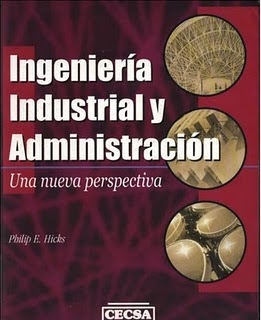 Ingeniería
Industrial y
Administración
Una nueva perspectiva
Philip E. Hicks
CECSA